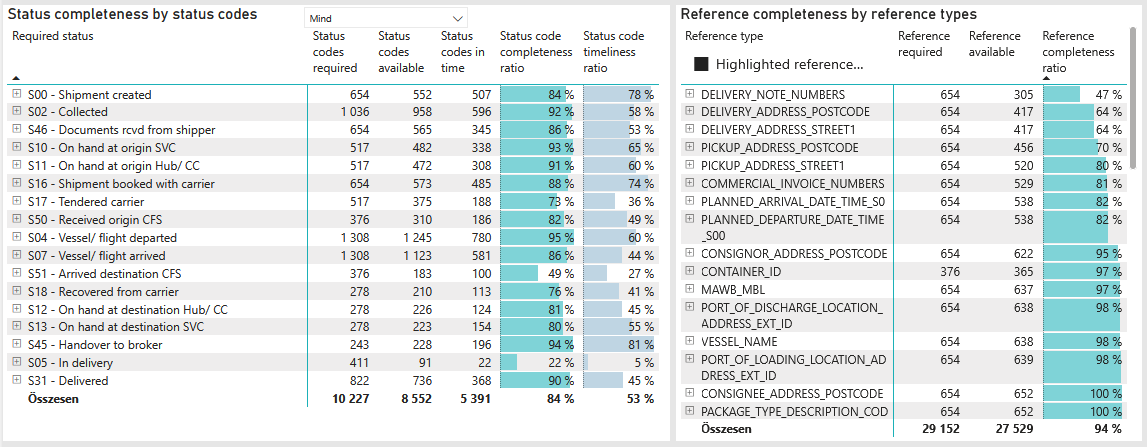 Status completeness by status codes
Mind
Required status Status codes required Status codes available Status codes in time Status code completeness ratio Status code timeliness ratio
S00 - Shipment created 654 552 507 84 % 78 %
S02 - Collected 1 036 958 596 92 % 58 %
S46 - Documents rcvd from shipper 654 565 345 86 % 53 %
S10 - On hand at origin SVC 517 482 338 93 % 65 %
S11 - On hand at origin Hub/ CC 517 472 308 91 % 60 %
S16 - Shipment booked with carrier 654 573 485 88 % 74 %
S17 - Tendered carrier 517 375 188 73 % 36 %
S50 - Received origin CFS 376 310 186 82 % 49 %
S04 - Vessel/ flight departed 1 308 1 245 780 95 % 60 %
S07 - Vessel/ flight arrived 1 308 1 123 581 86 % 44 %
S51 - Arrived destination CFS 376 183 100 49 % 27 %
S18 - Recovered from carrier 278 210 113 76 % 41 %
S12 - On hand at destination Hub/ CC 278 226 124 81 % 45 %
S13 - On hand at destination SVC 278 223 154 80 % 55 %
S45 - Handover to broker 243 228 196 94 % 81 %
S05 - In delivery 411 91 22 22 % 5 %
S31 - Delivered 822 736 368 90 % 45 %
Összesen 10 227 8 552 5 391 84 % 53 %
Reference completeness by reference types
Reference type Reference required Reference available Reference completeness ratio
Highlighted reference...
DELIVERY_NOTE_NUMBERS 654 305 47 %
DELIVERY_ADDRESS_POSTCODE 654 417 64 %
DELIVERY_ADDRESS_STREET1 654 417 64 %
PICKUP_ADDRESS_POSTCODE 654 456 70 %
PICKUP_ADDRESS_STREET1 654 520 80 %
COMMERCIAL_INVOICE_NUMBERS 654 529 81 %
PLANNED_ARRIVAL_DATE_TIME_S0 654 538 82 %
PLANNED_DEPARTURE_DATE_TIME 654 538 82 %
_S00
CONSIGNOR_ADDRESS_POSTCODE 654 622 95 %
CONTAINER_ID 376 365 97 %
MAWB_MBL 654 637 97 %
PORT_OF_DISCHARGE_LOCATION_ 654 638 98 %
ADDRESS_EXT_ID
VESSEL_NAME 654 638 98 %
PORT_OF_LOADING_LOCATION_AD 654 639 98 %
DRESS_EXT_ID
CONSIGNEE_ADDRESS_POSTCODE 654 652 100 %
PACKAGE_TYPE_DESCRIPTION_COD 654 652 100 %
Összesen 29 152 27 529 94 %